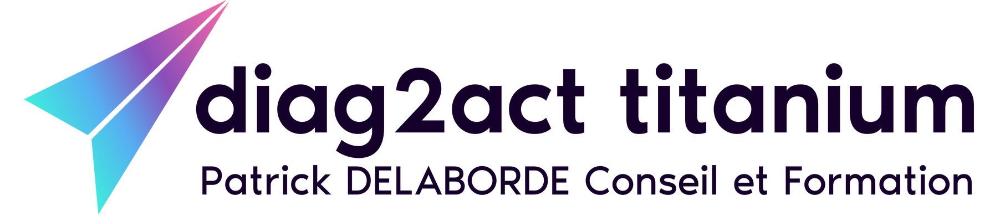 diag2act titanium
Patrick DELABORDE Conseil et Formation